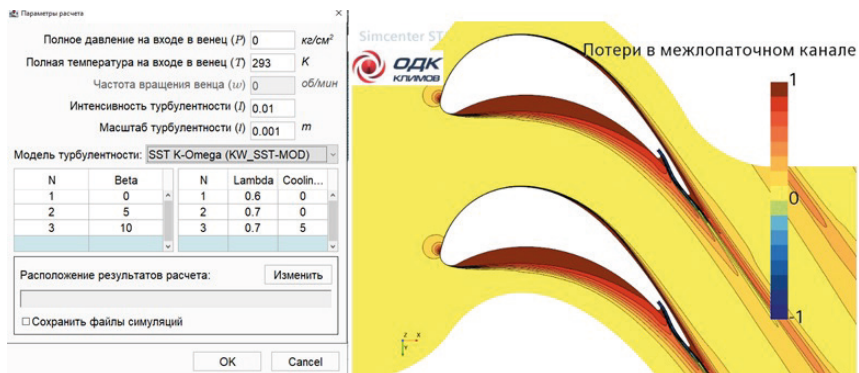 Параметры расчета
Полное давление на входе в венец (P) 0 кг/см²
Полная температура на входе в венец (T) 293 K
Частота вращения венца (w) 0 об/мин
Интенсивность турбулентности (I) 0.01
Масштаб турбулентности (l) 0.001 m
Модель турбулентности: SST K-Omega (KW_SST-MOD)
N Beta
1 0
2 5
3 10
N Lambda Coolin...
1 0.6 0
2 0.7 0
3 0.7 5
Расположение результатов расчета: Изменить
Сохранить файлы симуляций
OK Cancel
Simcenter ST
ОДК
КЛИМОВ
Потери в межлопаточном канале
1
0
-1
z x
Y